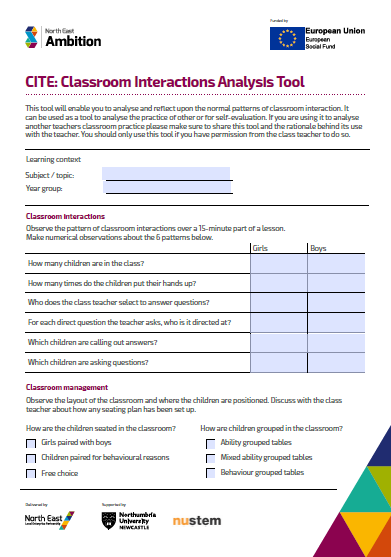 North East
Ambition
Funded by
European Union
European
Social Fund
CITE: Classroom Interactions Analysis Tool
This tool will enable you to analyse and reflect upon the normal patterns of classroom interaction. It
can be used as a tool to analyse the practice of other or for self-evaluation. If you are using it to analyse
another teachers classroom practice please make sure to share this tool and the rationale behind its use
with the teacher. You should only use this tool if you have permission from the class teacher to do so.
Learning context
Subject / topic:
Year group:
Classroom Interactions
Observe the pattern of classroom interactions over a 15-minute part of a lesson.
Make numerical observations about the 6 patterns below.
Girls Boys
How many children are in the class?
How many times do the children put their hands up?
Who does the class teacher select to answer questions?
For each direct question the teacher asks, who is it directed at?
Which children are calling out answers?
Which children are asking questions?
Classroom management
Observe the layout of the classroom and where the children are positioned. Discuss with the class
teacher about how any seating plan has been set up.
How are the children seated in the classroom? How are children grouped in the classroom?
Girls paired with boys Ability grouped tables
Children paired for behavioural reasons Mixed ability grouped tables
Free choice Behaviour grouped tables
Delivered by Supported by
North East
Local Enterprise Partnership
Northumbria
University
NEWCASTLE
nustem